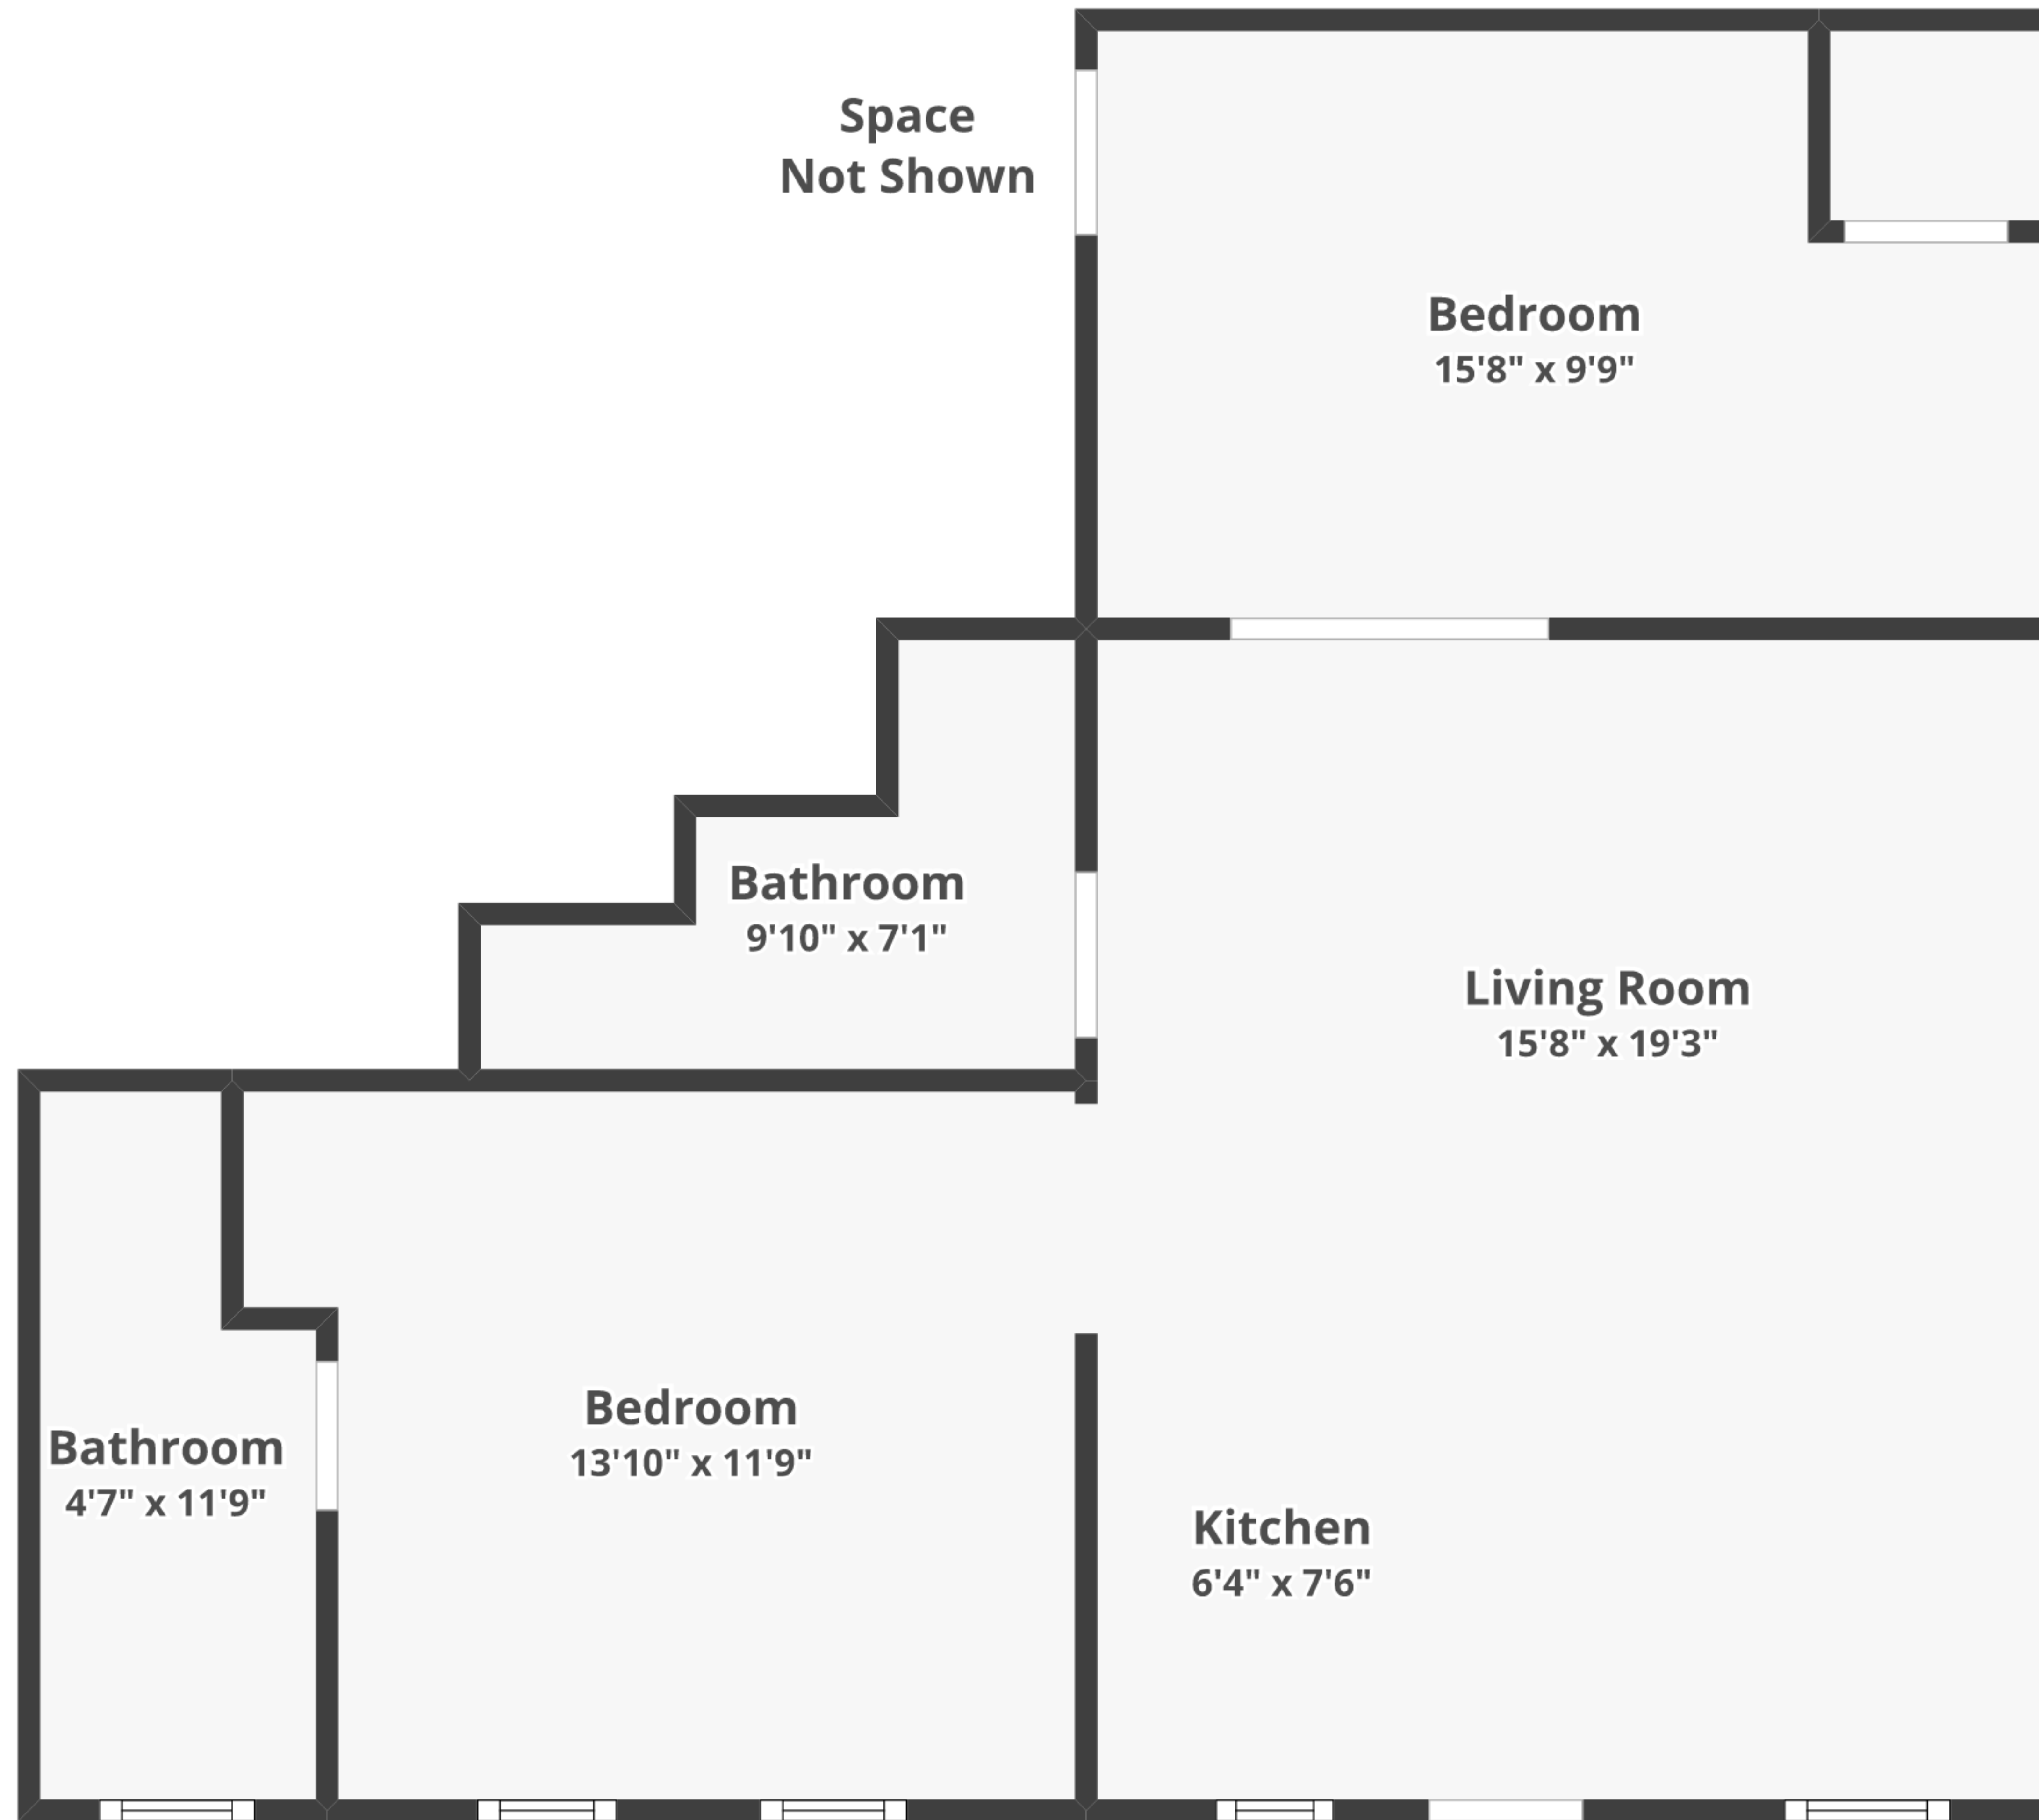 Space
Not Shown
Bedroom
15'8" x 9'9"
Bathroom
9'10" x 7'1"
Living Room
15'8" x 19'3"
Bedroom
13'10" x 11'9"
Bathroom
4'7" x 11'9"
Kitchen
6'4" x 7'6"